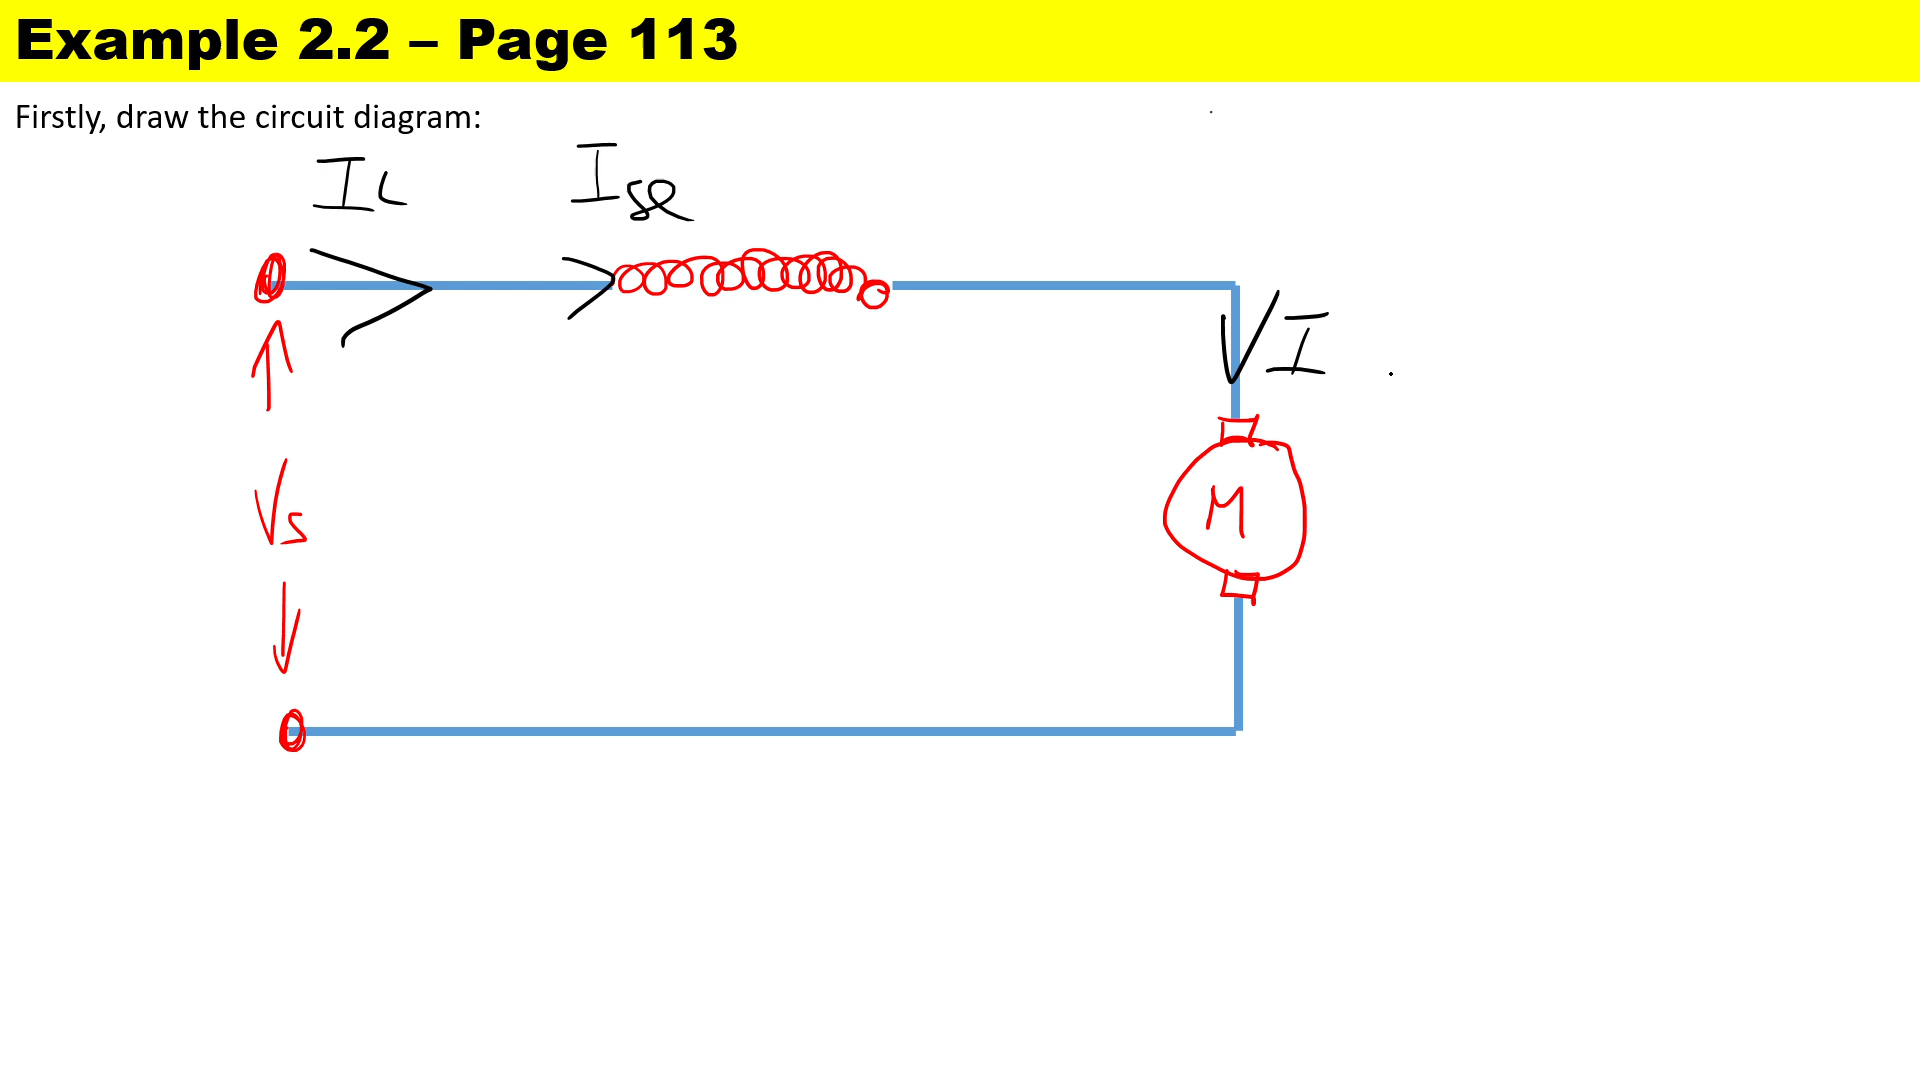 Example 2.2 – Page 113
Firstly, draw the circuit diagram:
IL
Ise
I
Vs
M